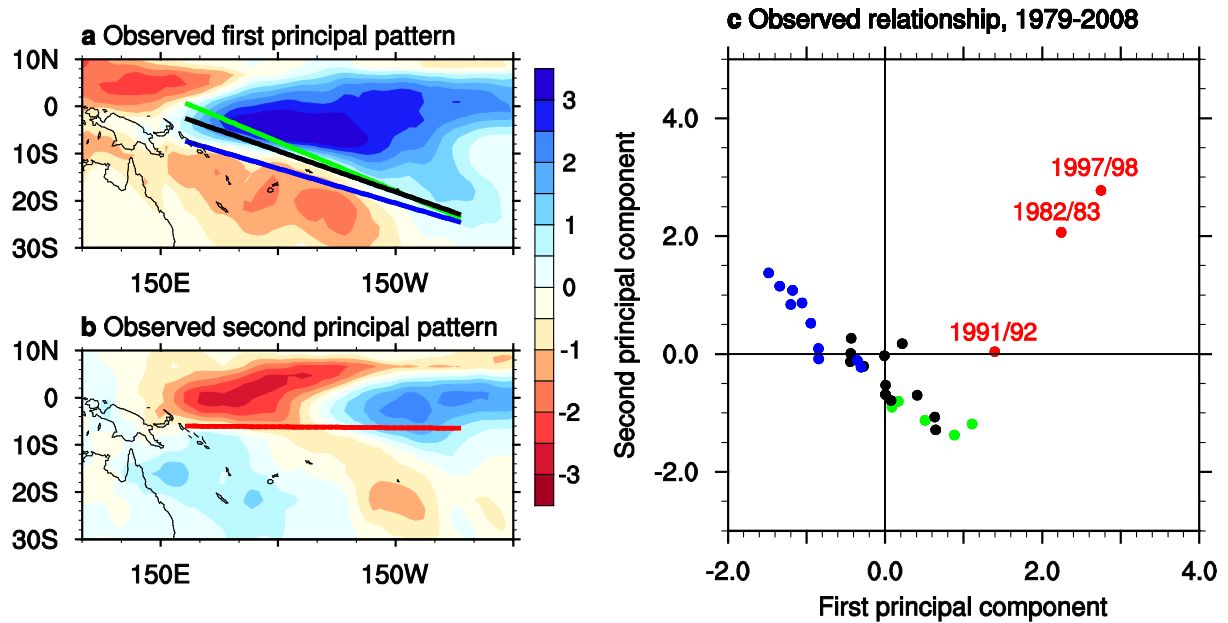 a Observed first principal pattern
10N
0
10S
20S
30S
150E
150W
b Observed second principal pattern
10N
0
10S
20S
30S
150E
150W
3
2
1
0
-1
-2
-3
c Observed relationship, 1979-2008
Second principal component
4.0
2.0
0.0
-2.0
1997/98
1982/83
1991/92
-2.0
0.0
2.0
4.0
First principal component